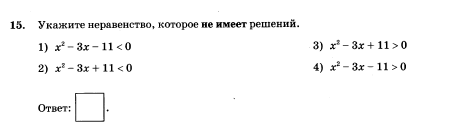 15. Укажите неравенство, которое не имеет решений.
1) x² – 3x – 11 < 0
2) x² – 3x + 11 < 0
3) x² – 3x + 11 > 0
4) x² – 3x – 11 > 0
Ответ: .